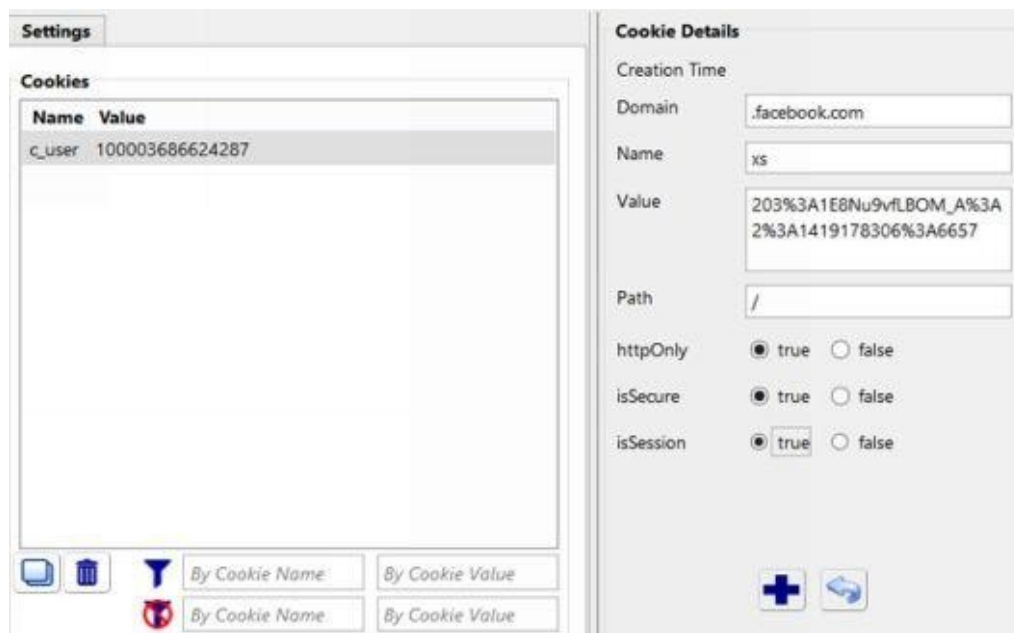 Settings
Cookies
Name Value
c_user 100003686624287
By Cookie Name By Cookie Value
By Cookie Name By Cookie Value
Cookie Details
Creation Time
Domain .facebook.com
Name xs
Value 203%3A1E8Nu9vfLBOM_A%3A
2%3A1419178306%3A6657
Path /
httpOnly true false
isSecure true false
isSession true false